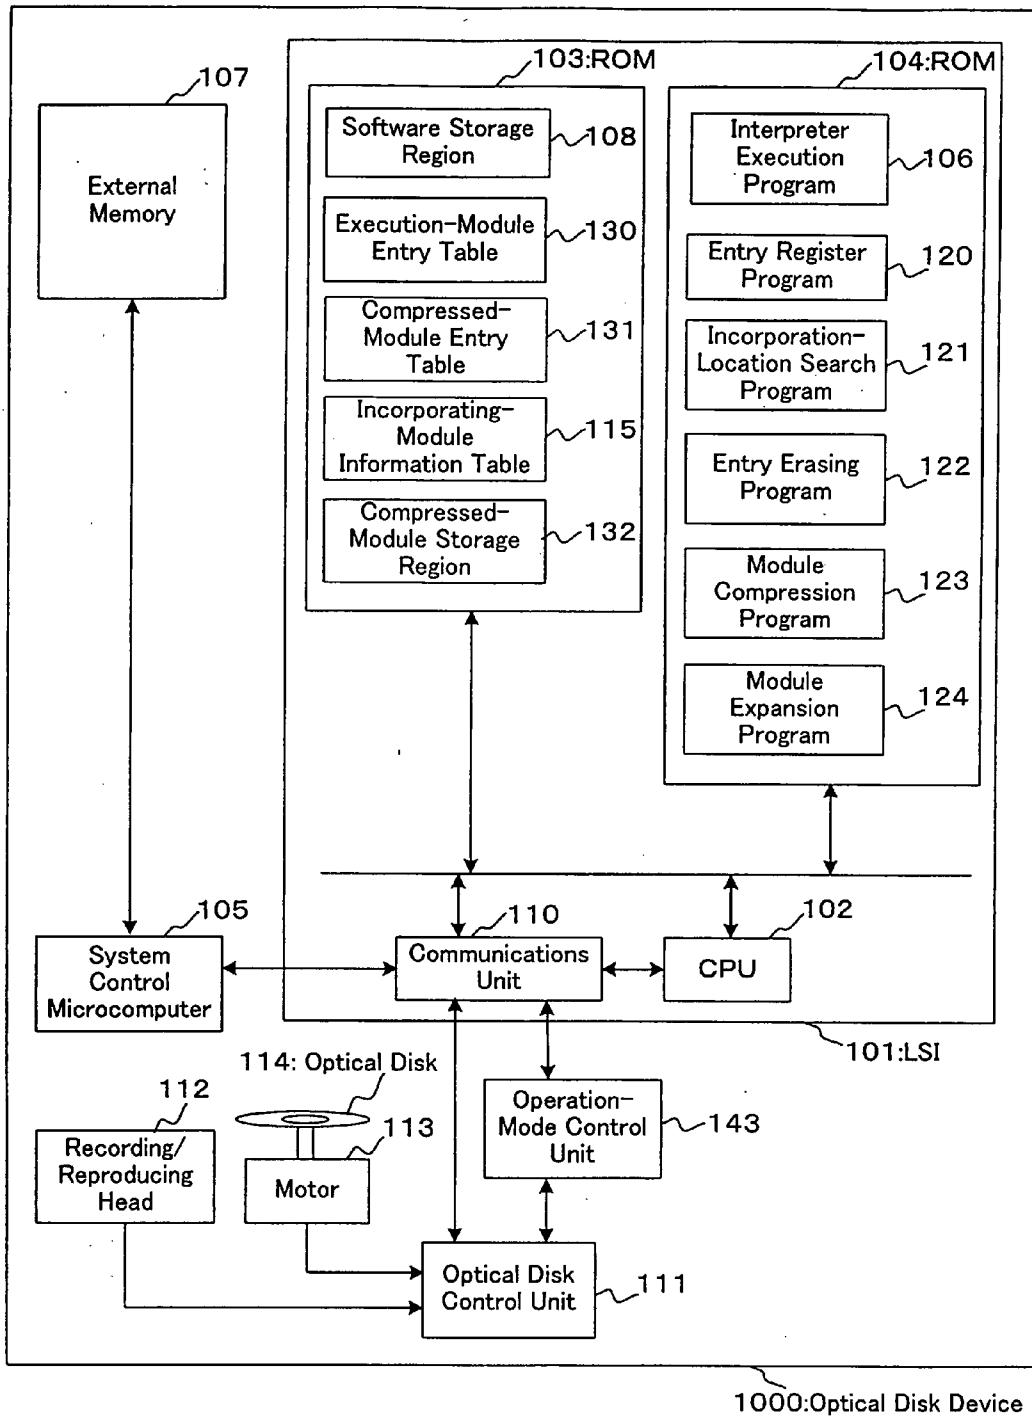 103:ROM
104:ROM
107
External
Memory
Software Storage
Region
108
Execution-Module
Entry Table
130
Compressed-
Module Entry
Table
131
Incorporating-
Module
Information Table
115
Compressed-
Module Storage
Region
132
Interpreter
Execution
Program
106
Entry Register
Program
120
Incorporation-
Location Search
Program
121
Entry Erasing
Program
122
Module
Compression
Program
123
Module
Expansion
Program
124
105
System
Control
Microcomputer
110
Communications
Unit
102
CPU
101:LSI
114: Optical Disk
112
Recording/
Reproducing
Head
113
Motor
Operation-
Mode Control
Unit
143
Optical Disk
Control Unit
111
1000:Optical Disk Device